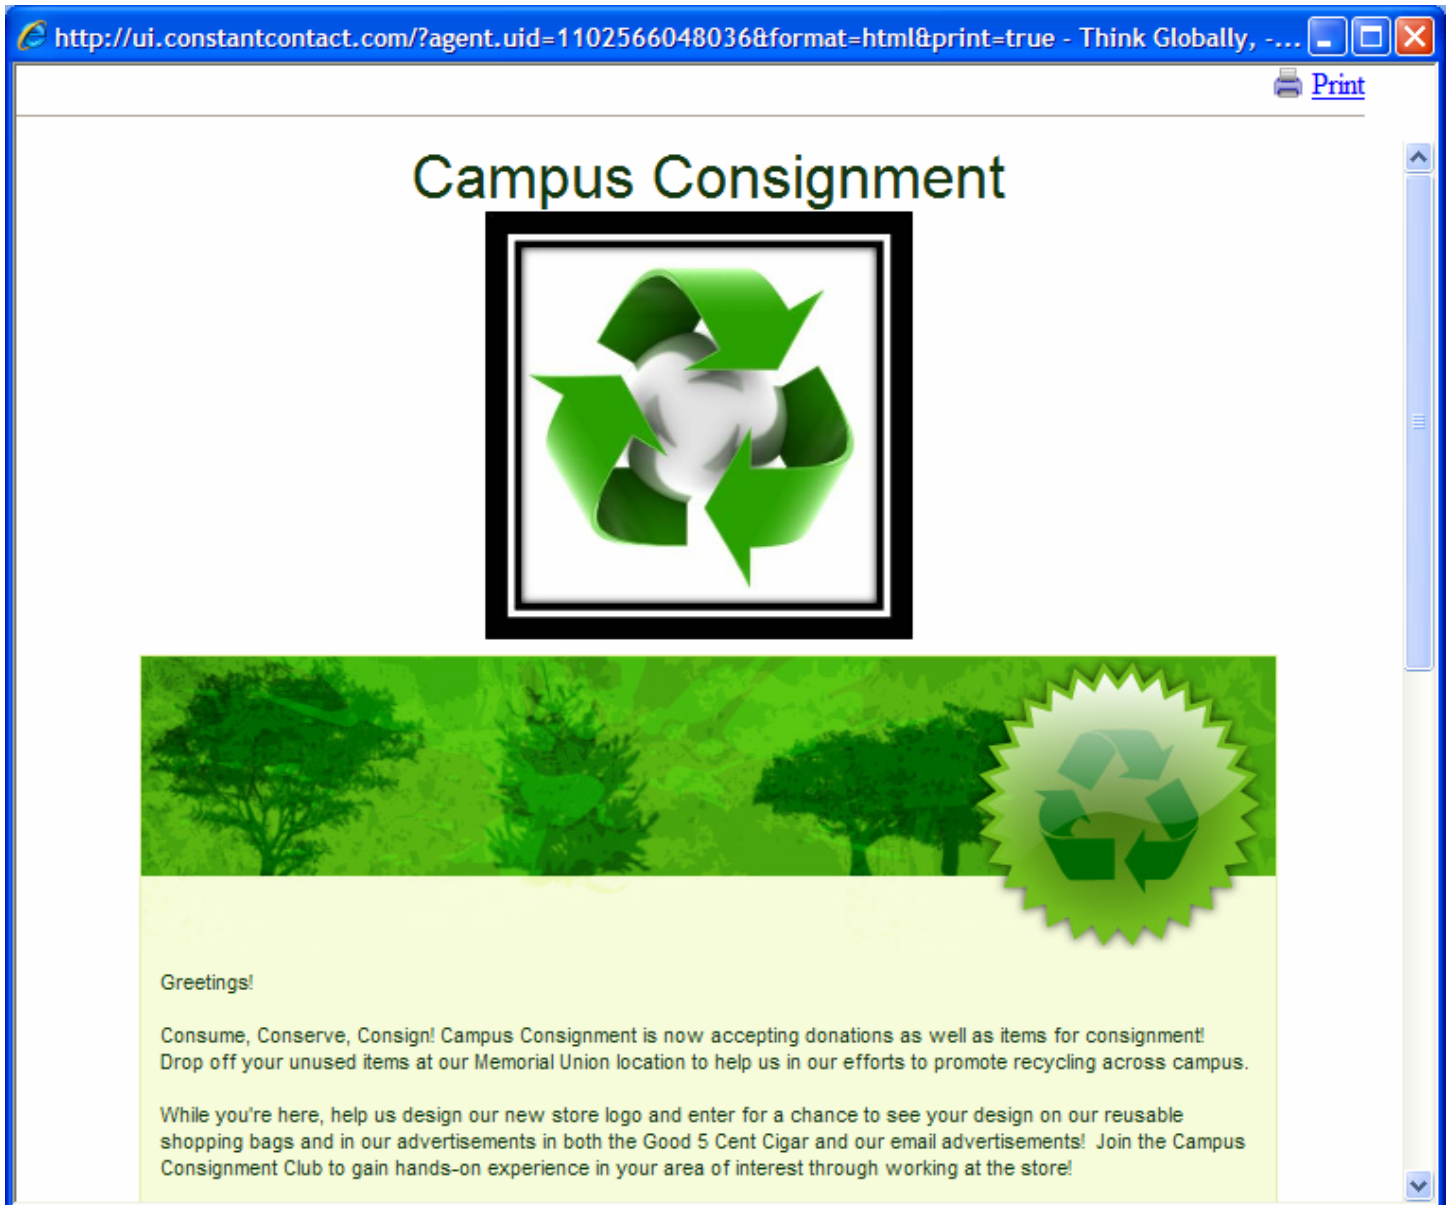 http://ui.constantcontact.com/?agent.uid=1102566048036&format=html&print=true - Think Globally, -...
Print
Campus Consignment
Greetings!
Consume, Conserve, Consign! Campus Consignment is now accepting donations as well as items for consignment!
Drop off your unused items at our Memorial Union location to help us in our efforts to promote recycling across campus.
While you're here, help us design our new store logo and enter for a chance to see your design on our reusable
shopping bags and in our advertisements in both the Good 5 Cent Cigar and our email advertisements!  Join the Campus
Consignment Club to gain hands-on experience in your area of interest through working at the store!